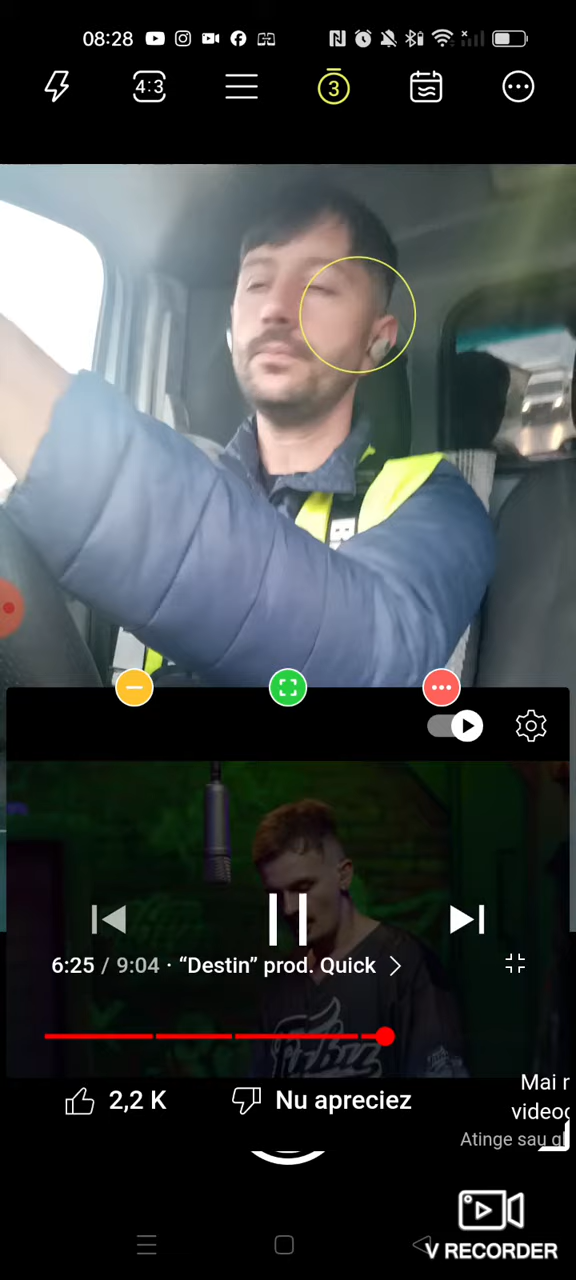 08:28
4:3
3
6:25 / 9:04 · “Destin” prod. Quick
2,2 K
Nu apreciez
Mai r
videoc
Atinge sau gl
V RECORDER